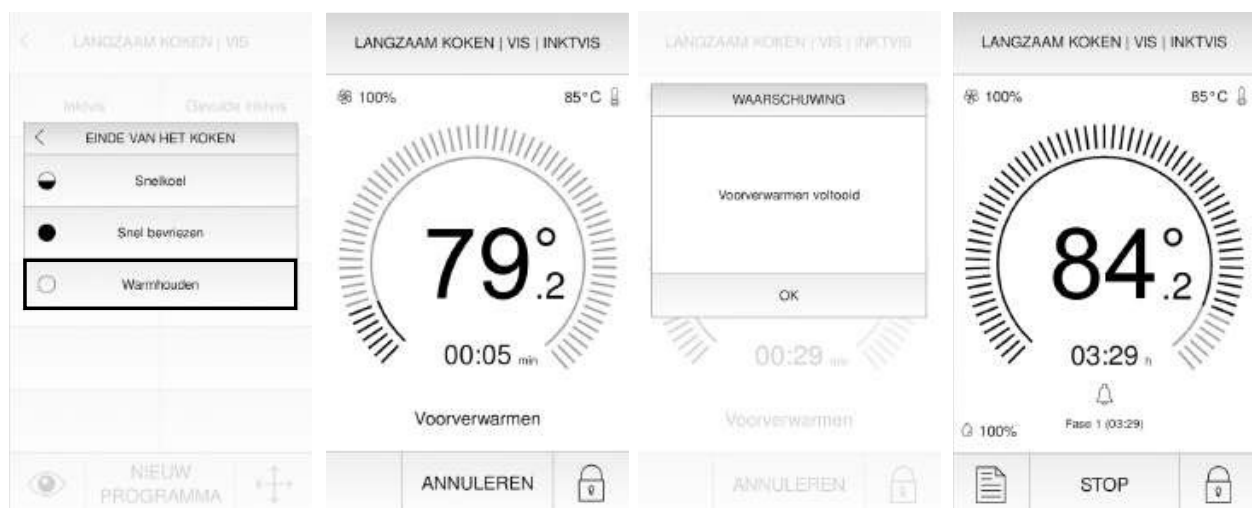 LANGZAAM KOKEN | VIS
Inktvis
Gevulde inktvis
EINDE VAN HET KOKEN
Snelkoel
Snel bevriezen
Warmhouden
NIEUW
PROGRAMMA
LANGZAAM KOKEN | VIS | INKTVIS
100%
85°C
79°.2
00:05 min
Voorverwarmen
ANNULEREN
LANGZAAM KOKEN | VIS | INKTVIS
WAARSCHUWING
Voorverwarmen voltooid
OK
00:29 min
Voorverwarmen
ANNULEREN
LANGZAAM KOKEN | VIS | INKTVIS
100%
85°C
84°.2
03:29 h
100%
Fase 1 (03:29)
STOP